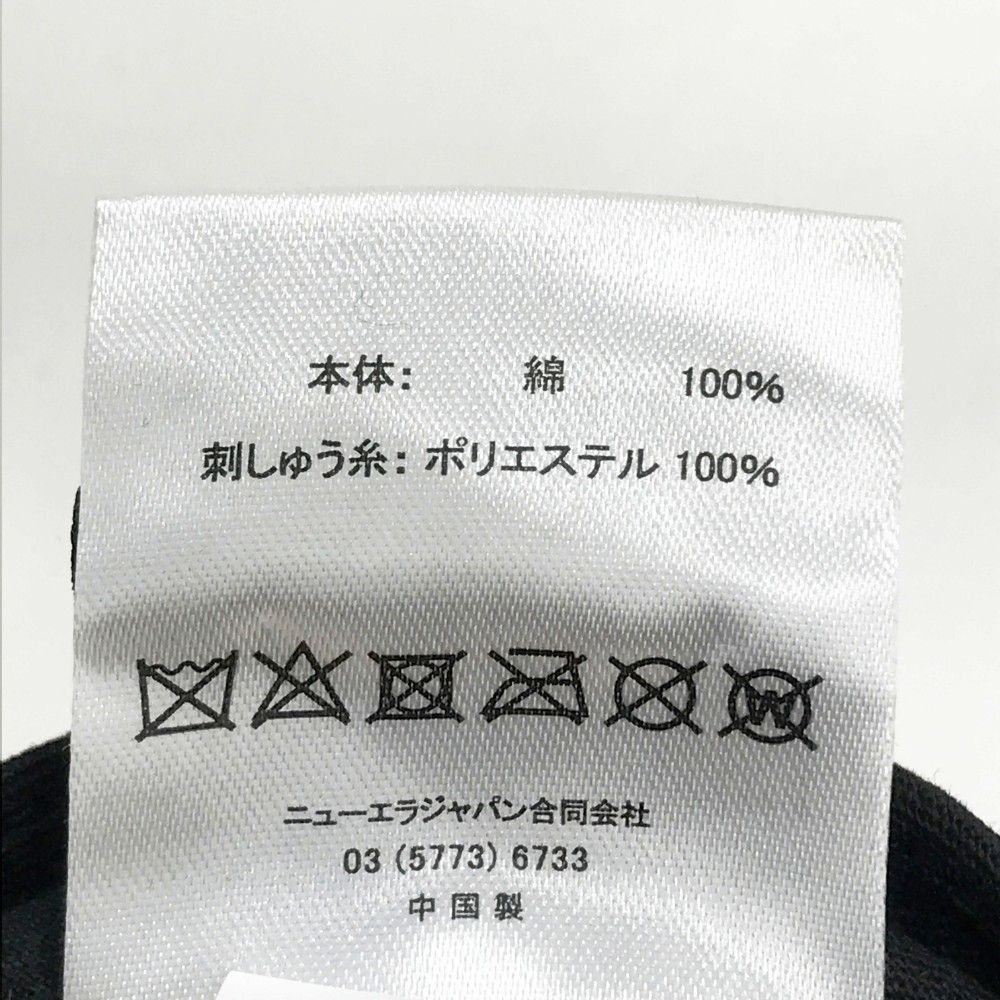 本体: 綿 100%
刺しゅう糸: ポリエステル 100%
W
ニューエラジャパン合同会社
03 (5773) 6733
中国製